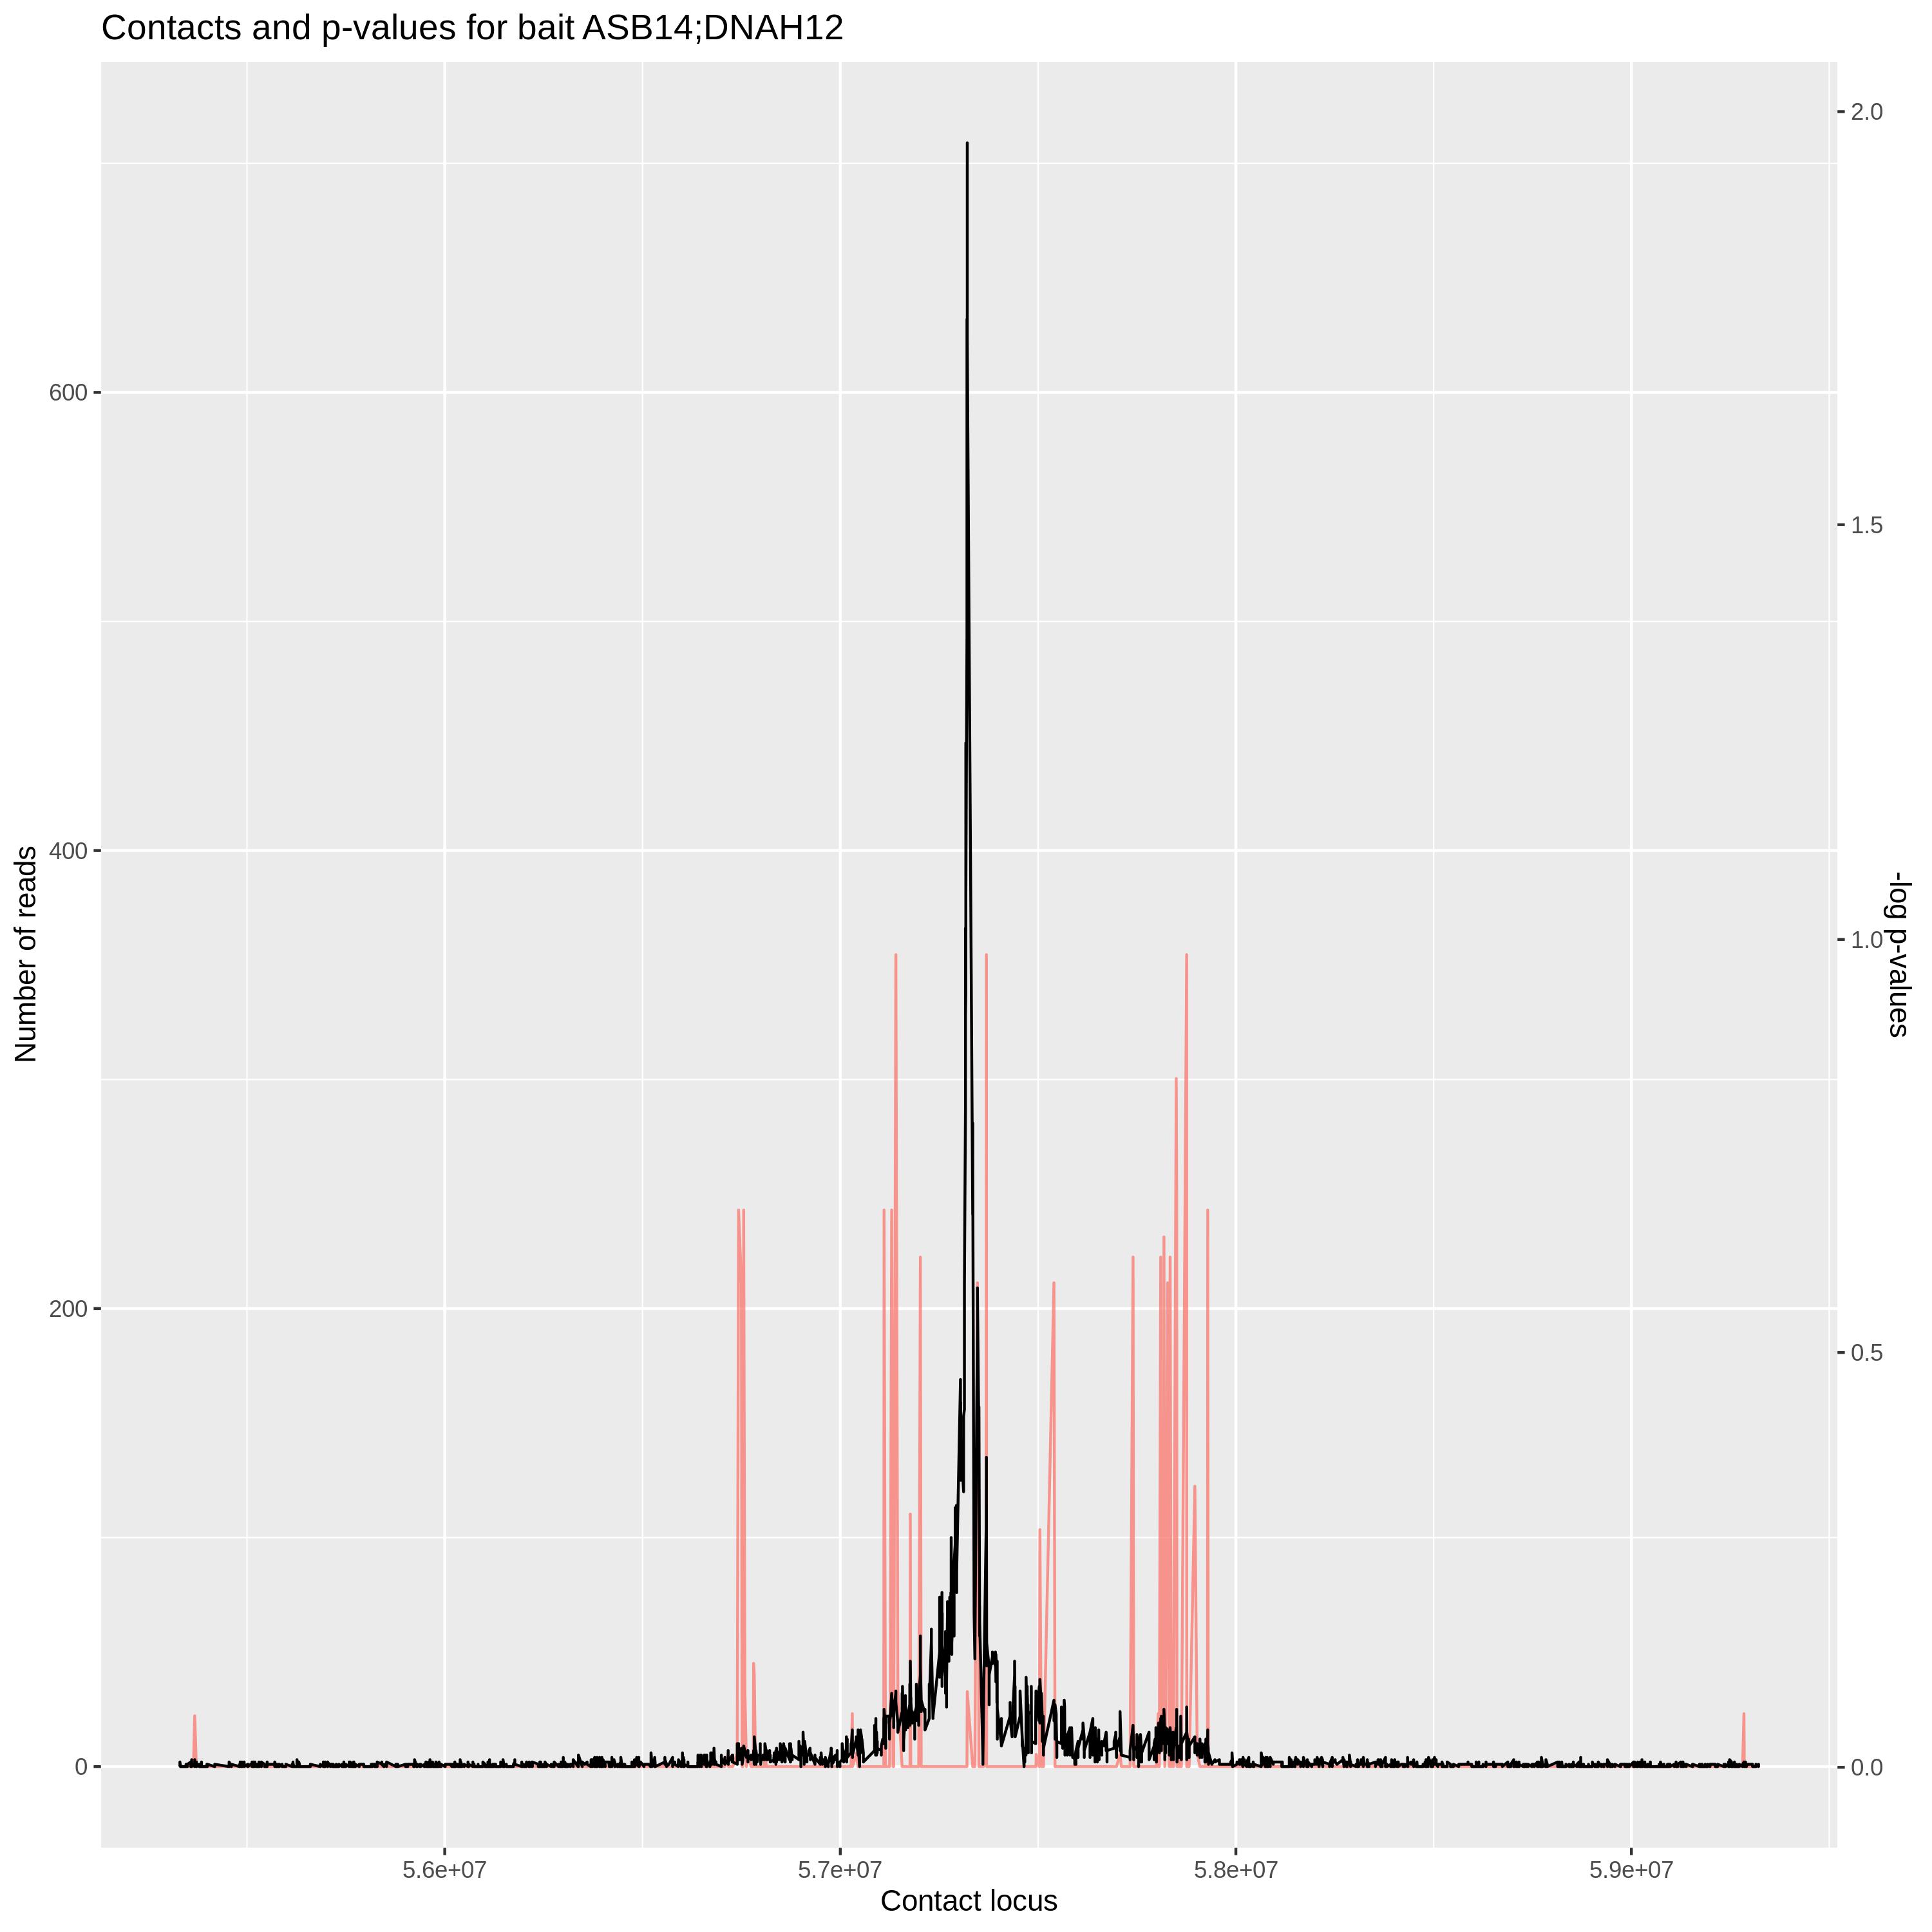 Contacts and p-values for bait ASB14;DNAH12
2.0
600
1.5
400
1.0
Number of reads
-log p-values
200
0.5
0
0.0
5.6e+07
5.7e+07
5.8e+07
5.9e+07
Contact locus